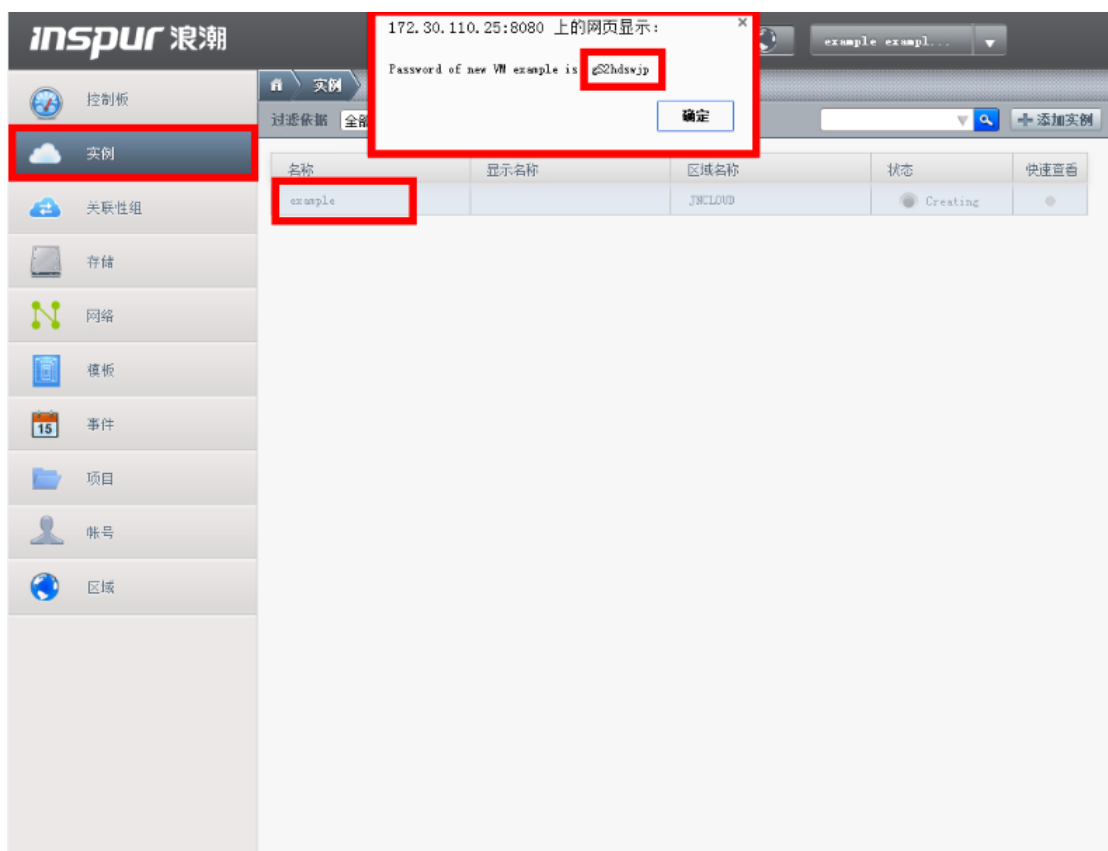 inspur 浪潮
172.30.110.25:8080 上的网页显示：
×
example exampl...
Password of new VM example is gS2hdswjp
确定
控制板
实例
过滤依据 全部
添加实例
实例
名称 显示名称 区域名称 状态 快速查看
example JNCLOUD Creating
关联性组
存储
网络
模板
15 事件
项目
帐号
区域